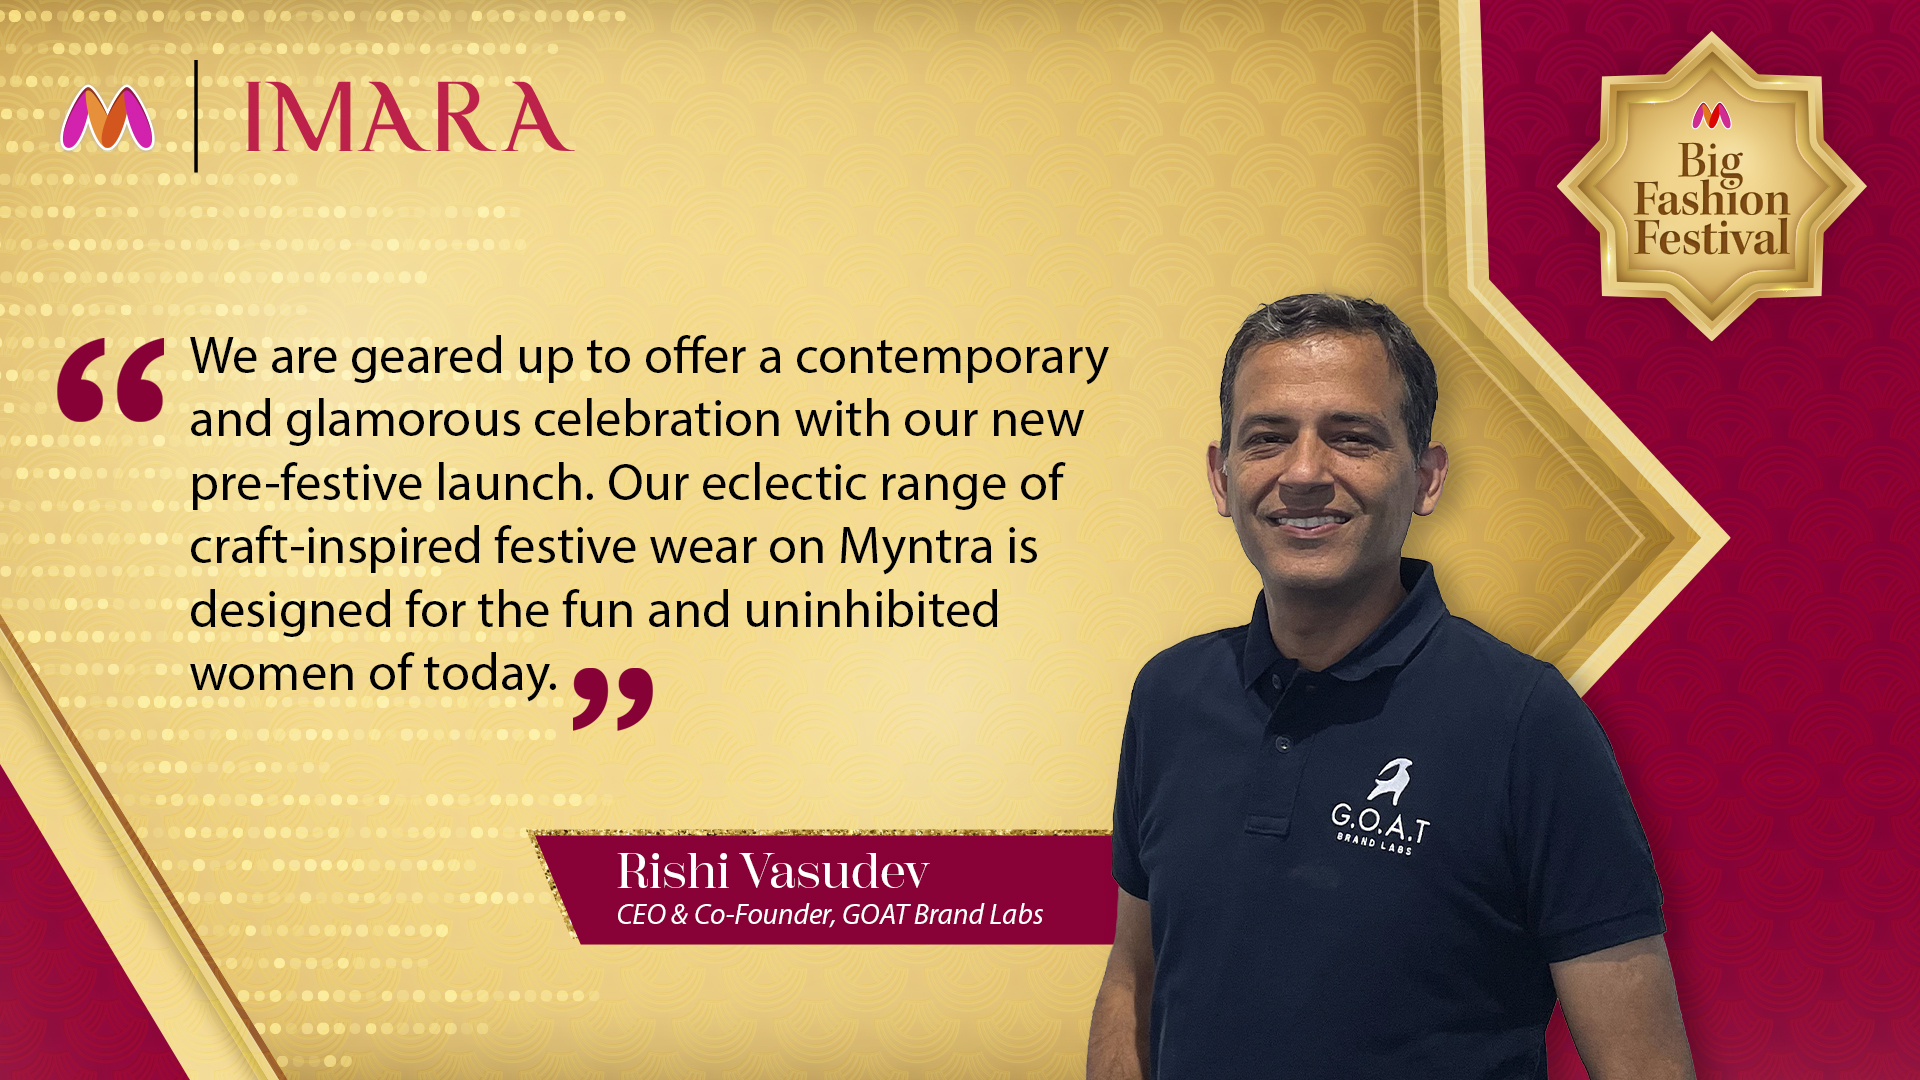 IMARA
Big
Fashion
Festival
“We are geared up to offer a contemporary
and glamorous celebration with our new
pre-festive launch. Our eclectic range of
craft-inspired festive wear on Myntra is
designed for the fun and uninhibited
women of today.”
G.O.A.T
BRAND LABS
Rishi Vasudev
CEO & Co-Founder, GOAT Brand Labs